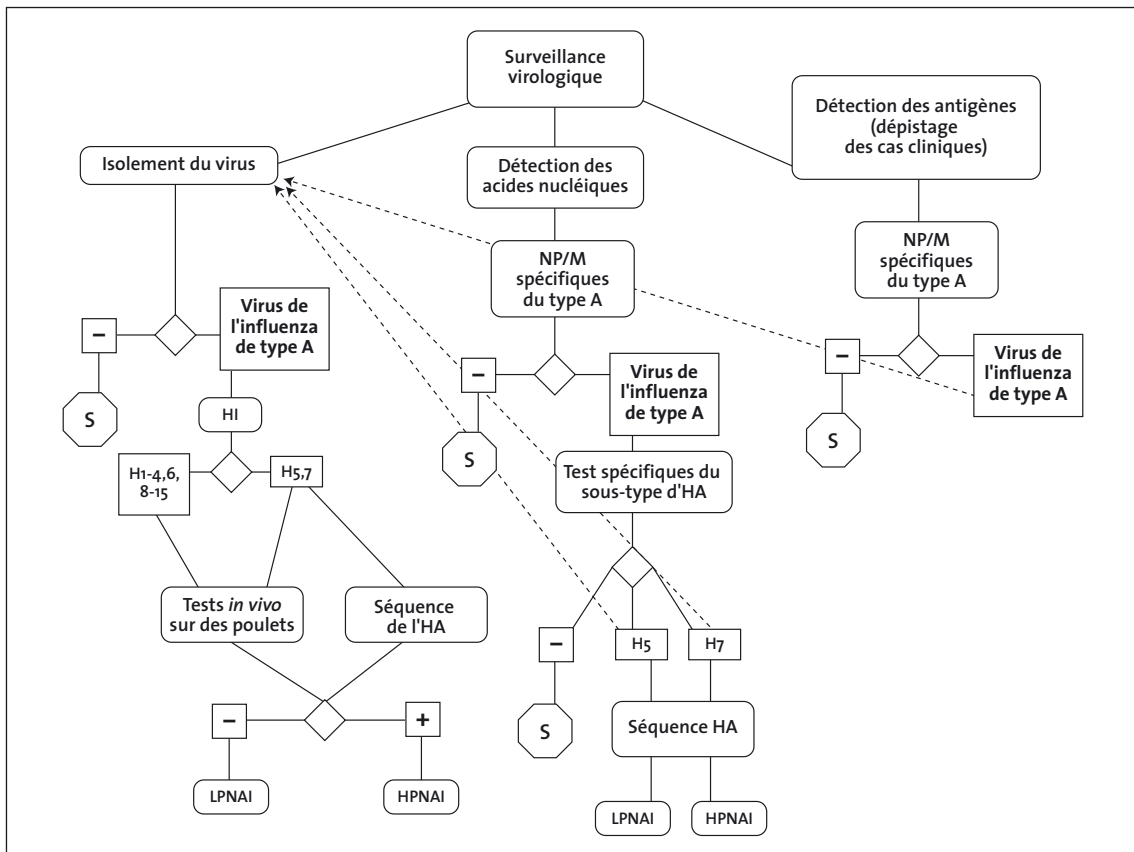 Surveillance
virologique
Détection des antigènes
(dépistage
des cas cliniques)
Isolement du virus
Détection des
acides nucléiques
NP/M
spécifiques
du type A
NP/M
spécifiques
du type A
–
Virus de
l'influenza
de type A
–
Virus de
l'influenza
de type A
–
Virus de
l'influenza
de type A
S
HI
S
S
H1-4,6,
8-15
H5,7
Test spécifiques du
sous-type d'HA
Tests in vivo
sur des poulets
Séquence
de l'HA
–
H5
H7
–
+
S
Séquence HA
LPNAI
HPNAI
LPNAI
HPNAI